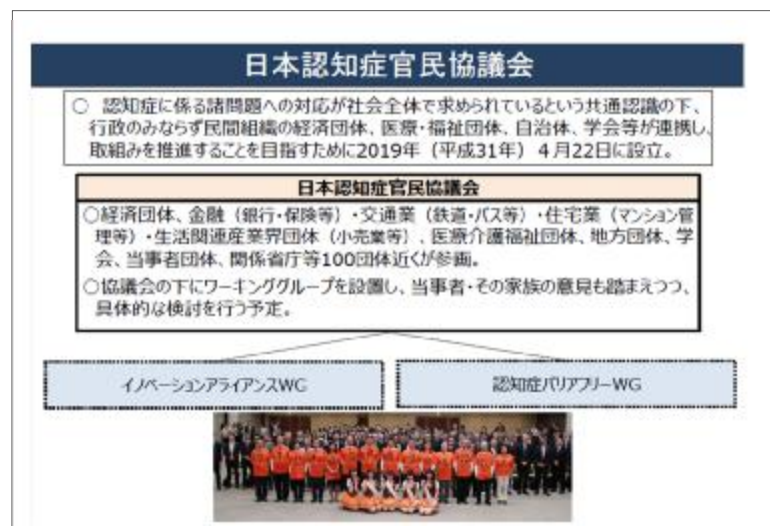 日本認知症官民協議会
○ 認知症に係る諸問題への対応が社会全体で求められているという共通認識の下、
行政のみならず民間組織の経済団体、医療・福祉団体、自治体、学会等が連携し、
取組みを推進することを目指すために2019年（平成31年）４月22日に設立。
日本認知症官民協議会
○経済団体、金融（銀行・保険等）・交通業（鉄道・バス等）・住宅業（マンション管
理等）・生活関連産業界団体（小売業等）、医療介護福祉団体、地方団体、学
会、当事者団体、関係省庁等100団体近くが参画。
○協議会の下にワーキンググループを設置し、当事者・その家族の意見も踏まえつつ、
具体的な検討を行う予定。
イノベーションアライアンスWG
認知症バリアフリーWG